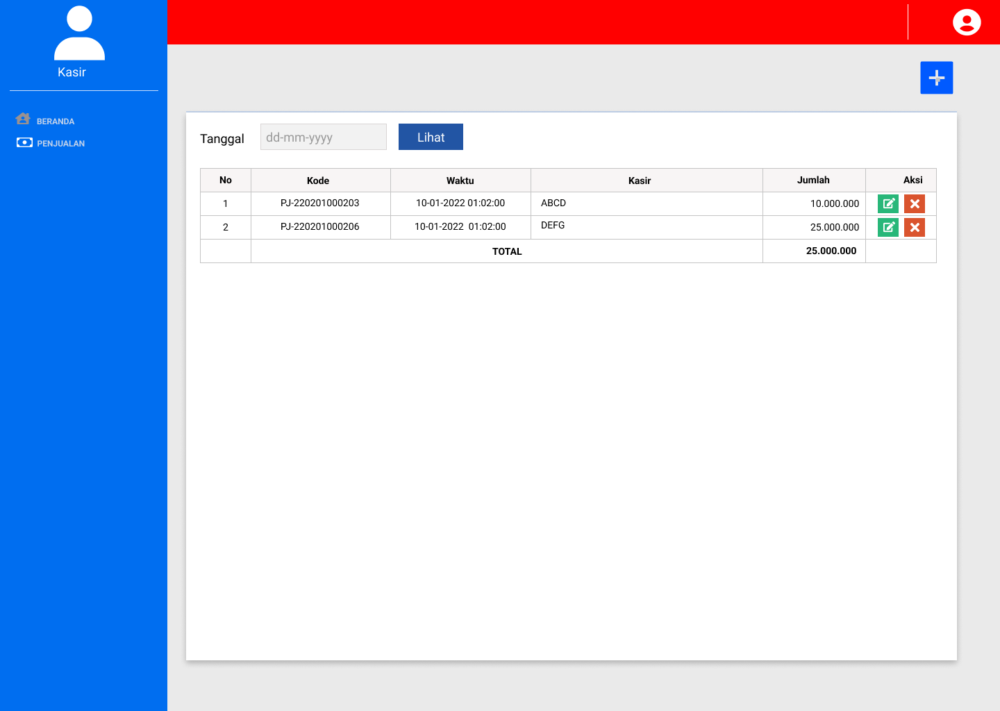 Kasir
BERANDA
PENJUALAN
Tanggal dd-mm-yyyy Lihat
No Kode Waktu Kasir Jumlah Aksi
1 PJ-220201000203 10-01-2022 01:02:00 ABCD 10.000.000
2 PJ-220201000206 10-01-2022  01:02:00 DEFG 25.000.000
TOTAL 25.000.000